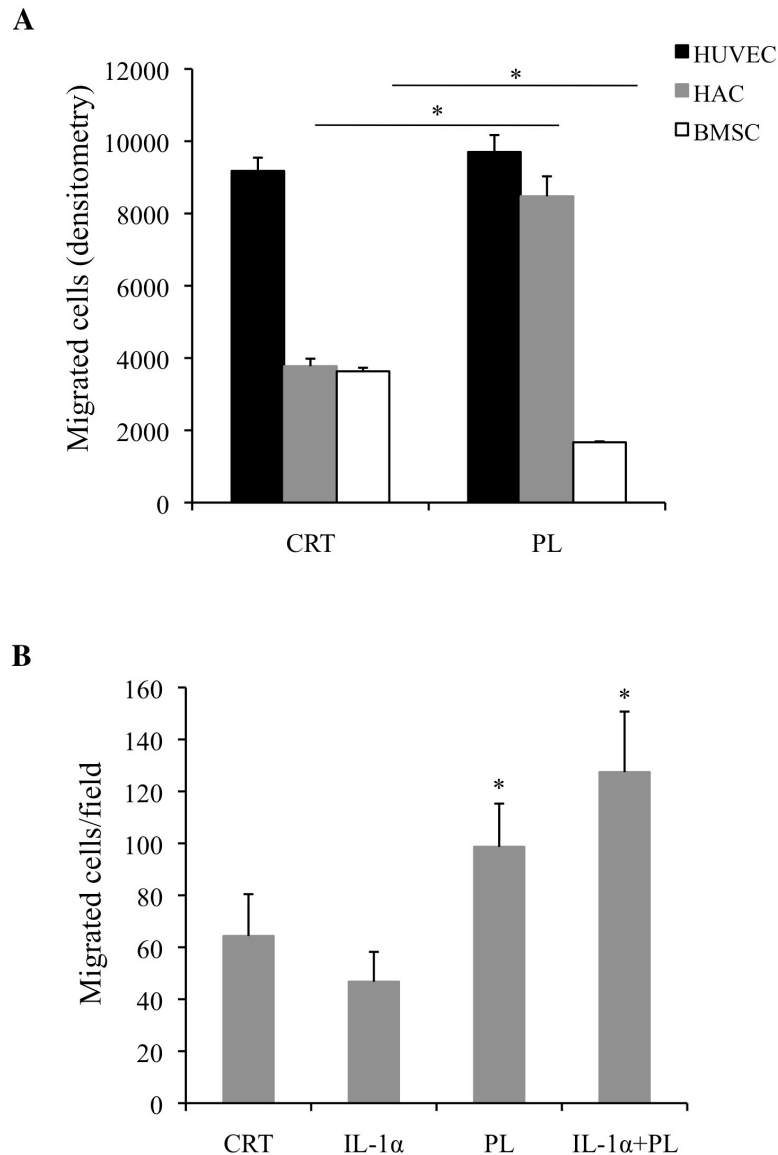 A
HUVEC
HAC
BMSC
Migrated cells (densitometry)
12000
10000
8000
6000
4000
2000
0
*
*
CRT
PL
B
Migrated cells/field
160
140
120
100
80
60
40
20
0
*
*
CRT
IL-1α
PL
IL-1α+PL